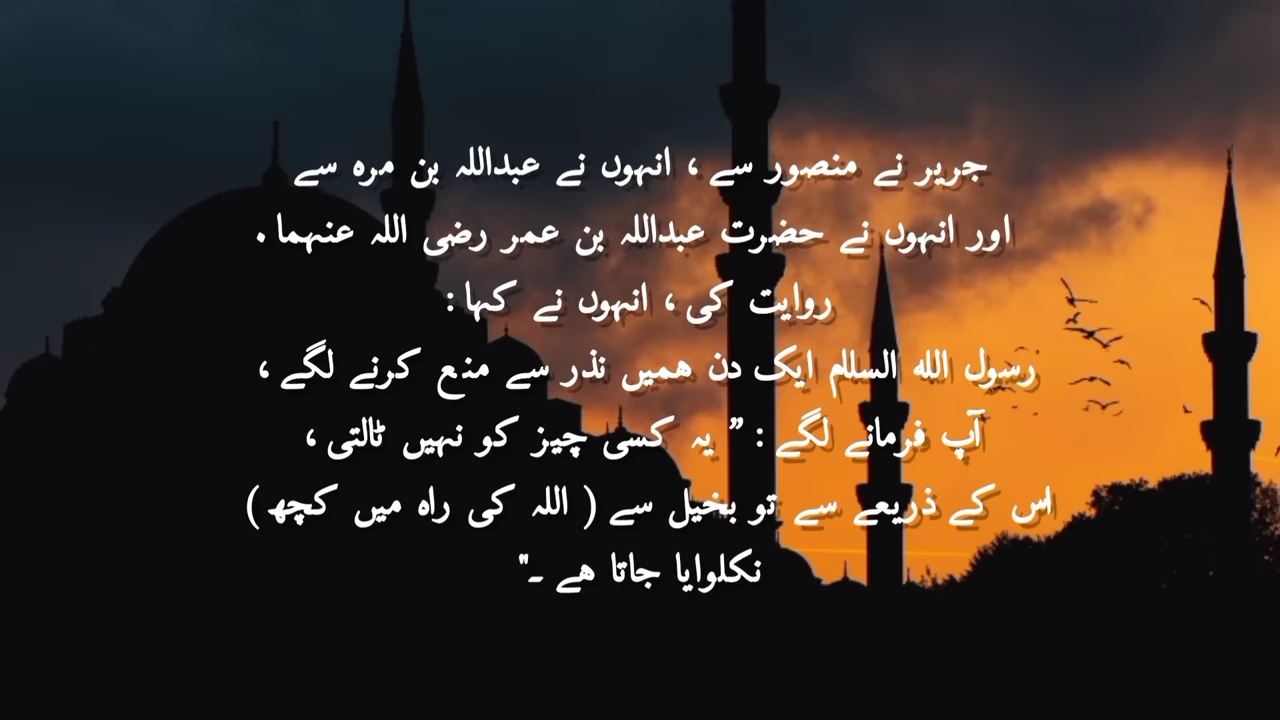 جریر نے منصور سے ، انہوں نے عبداللہ بن مرہ سے
اور انہوں نے حضرت عبداللہ بن عمر رضی اللہ عنہما .
روایت کی ، انہوں نے کہا :
رسول الله السللم ایک دن ہمیں نذر سے منع کرنے لگے ،
آپ فرمانے لگے : ” یہ کسی چیز کو نہیں ٹالتی ،
اس کے ذریعے سے تو بخیل سے ( اللہ کی راہ میں کچھ )
نکلوایا جاتا ہے ۔"